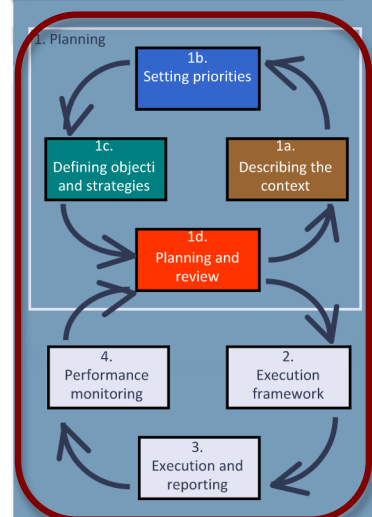 1. Planning
1b.
Setting priorities
1c.
Defining objecti
and strategies
1a.
Describing the
context
1d.
Planning and
review
4.
Performance
monitoring
2.
Execution
framework
3.
Execution and
reporting